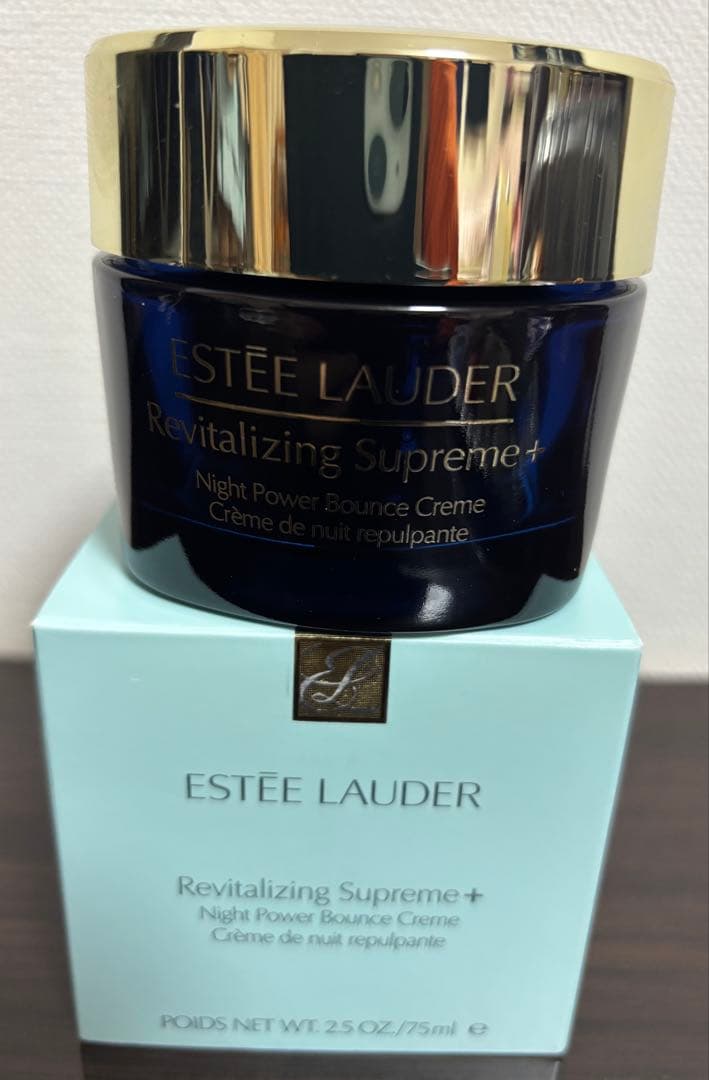 ESTĒE LAUDER
Revitalizing Supreme+
Night Power Bounce Creme
Crème de nuit repulpante
EL
ESTĒE LAUDER
Revitalizing Supreme+
Night Power Bounce Creme
Crème de nuit repulpante
POIDS NET WT. 2.5 OZ./75ml ℮